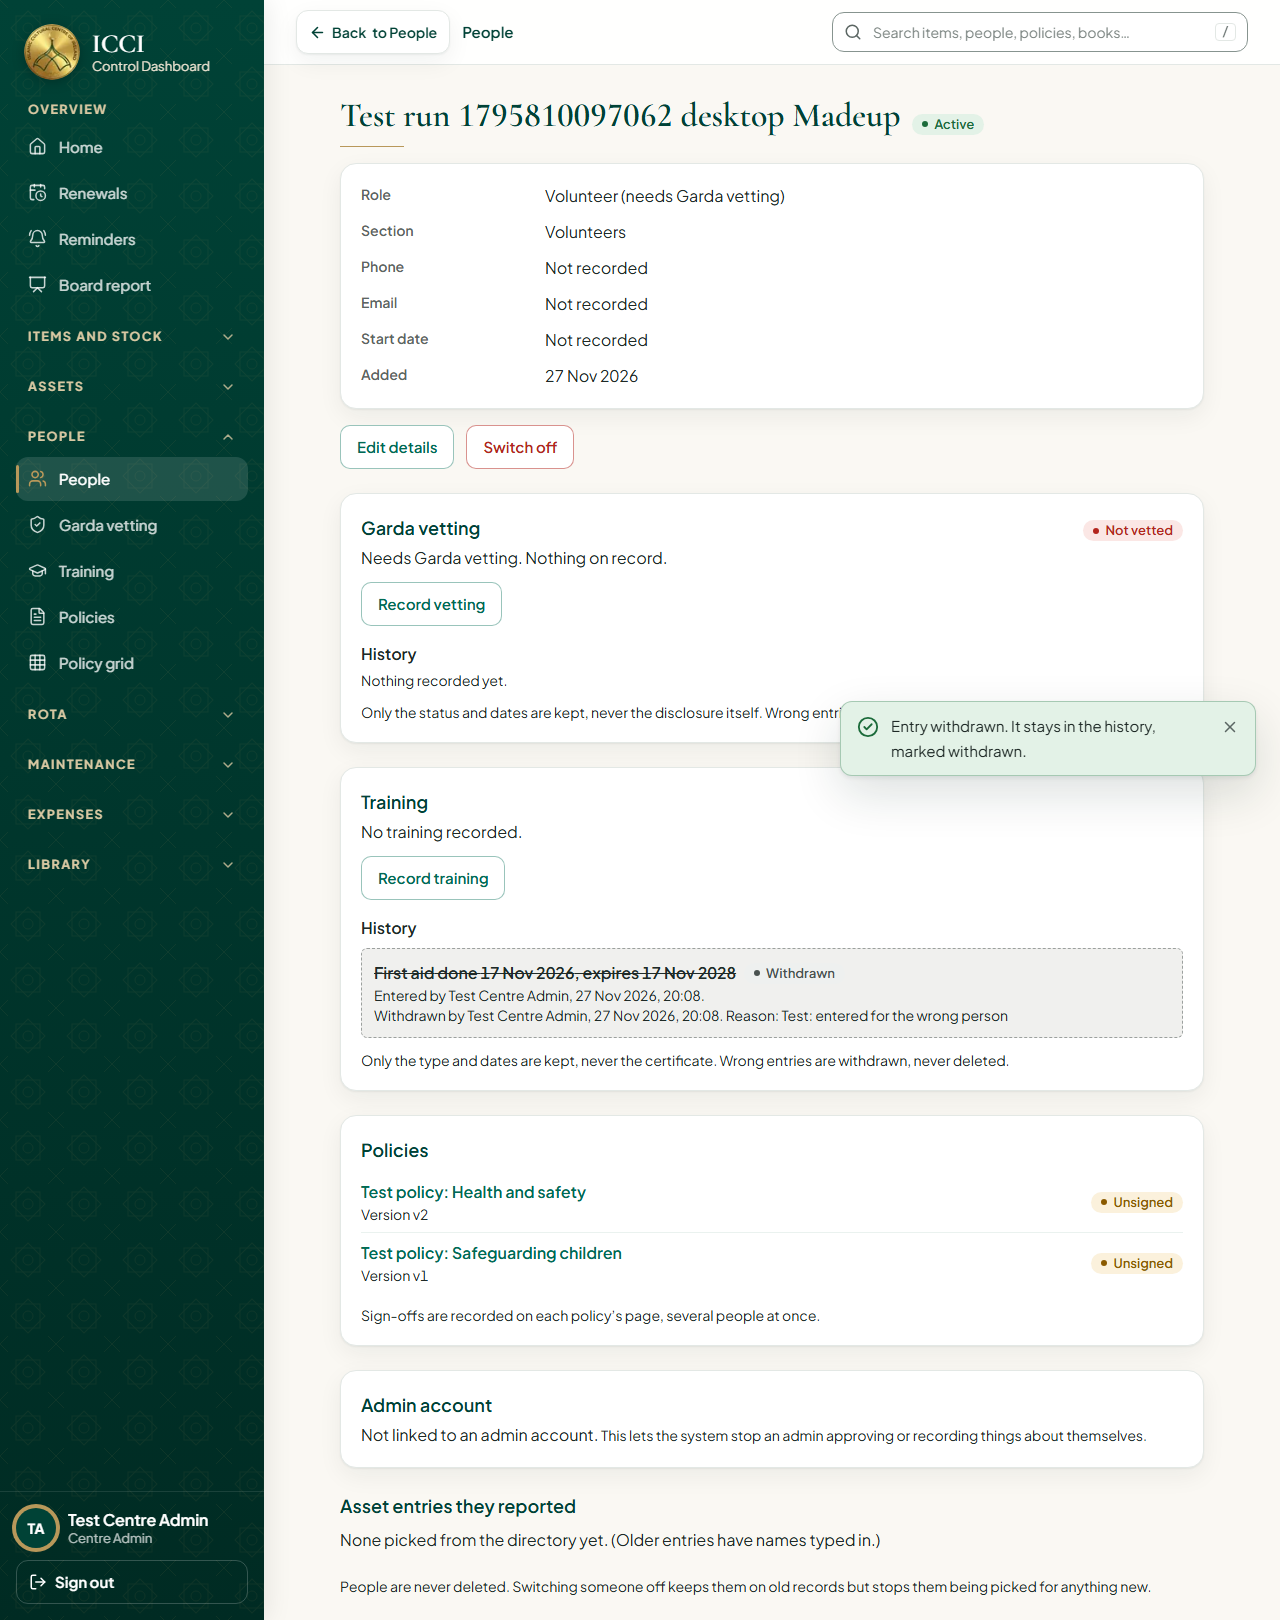 ICCI
Control Dashboard
OVERVIEW
Home
Renewals
Reminders
Board report
ITEMS AND STOCK
ASSETS
PEOPLE
People
Garda vetting
Training
Policies
Policy grid
ROTA
MAINTENANCE
EXPENSES
LIBRARY
TA
Test Centre Admin
Centre Admin
Sign out
Back to People
People
Search items, people, policies, books…
/
Test run 1795810097062 desktop Madeup
Active
Role
Volunteer (needs Garda vetting)
Section
Volunteers
Phone
Not recorded
Email
Not recorded
Start date
Not recorded
Added
27 Nov 2026
Edit details
Switch off
Garda vetting
Not vetted
Needs Garda vetting. Nothing on record.
Record vetting
History
Nothing recorded yet.
Only the status and dates are kept, never the disclosure itself. Wrong
Entry withdrawn. It stays in the history,
marked withdrawn.
Training
No training recorded.
Record training
History
First aid done 17 Nov 2026, expires 17 Nov 2028
Withdrawn
Entered by Test Centre Admin, 27 Nov 2026, 20:08.
Withdrawn by Test Centre Admin, 27 Nov 2026, 20:08. Reason: Test: entered for the wrong person
Only the type and dates are kept, never the certificate. Wrong entries are withdrawn, never deleted.
Policies
Test policy: Health and safety
Version v2
Unsigned
Test policy: Safeguarding children
Version v1
Unsigned
Sign-offs are recorded on each policy's page, several people at once.
Admin account
Not linked to an admin account. This lets the system stop an admin approving or recording things about themselves.
Asset entries they reported
None picked from the directory yet. (Older entries have names typed in.)
People are never deleted. Switching someone off keeps them on old records but stops them being picked for anything new.